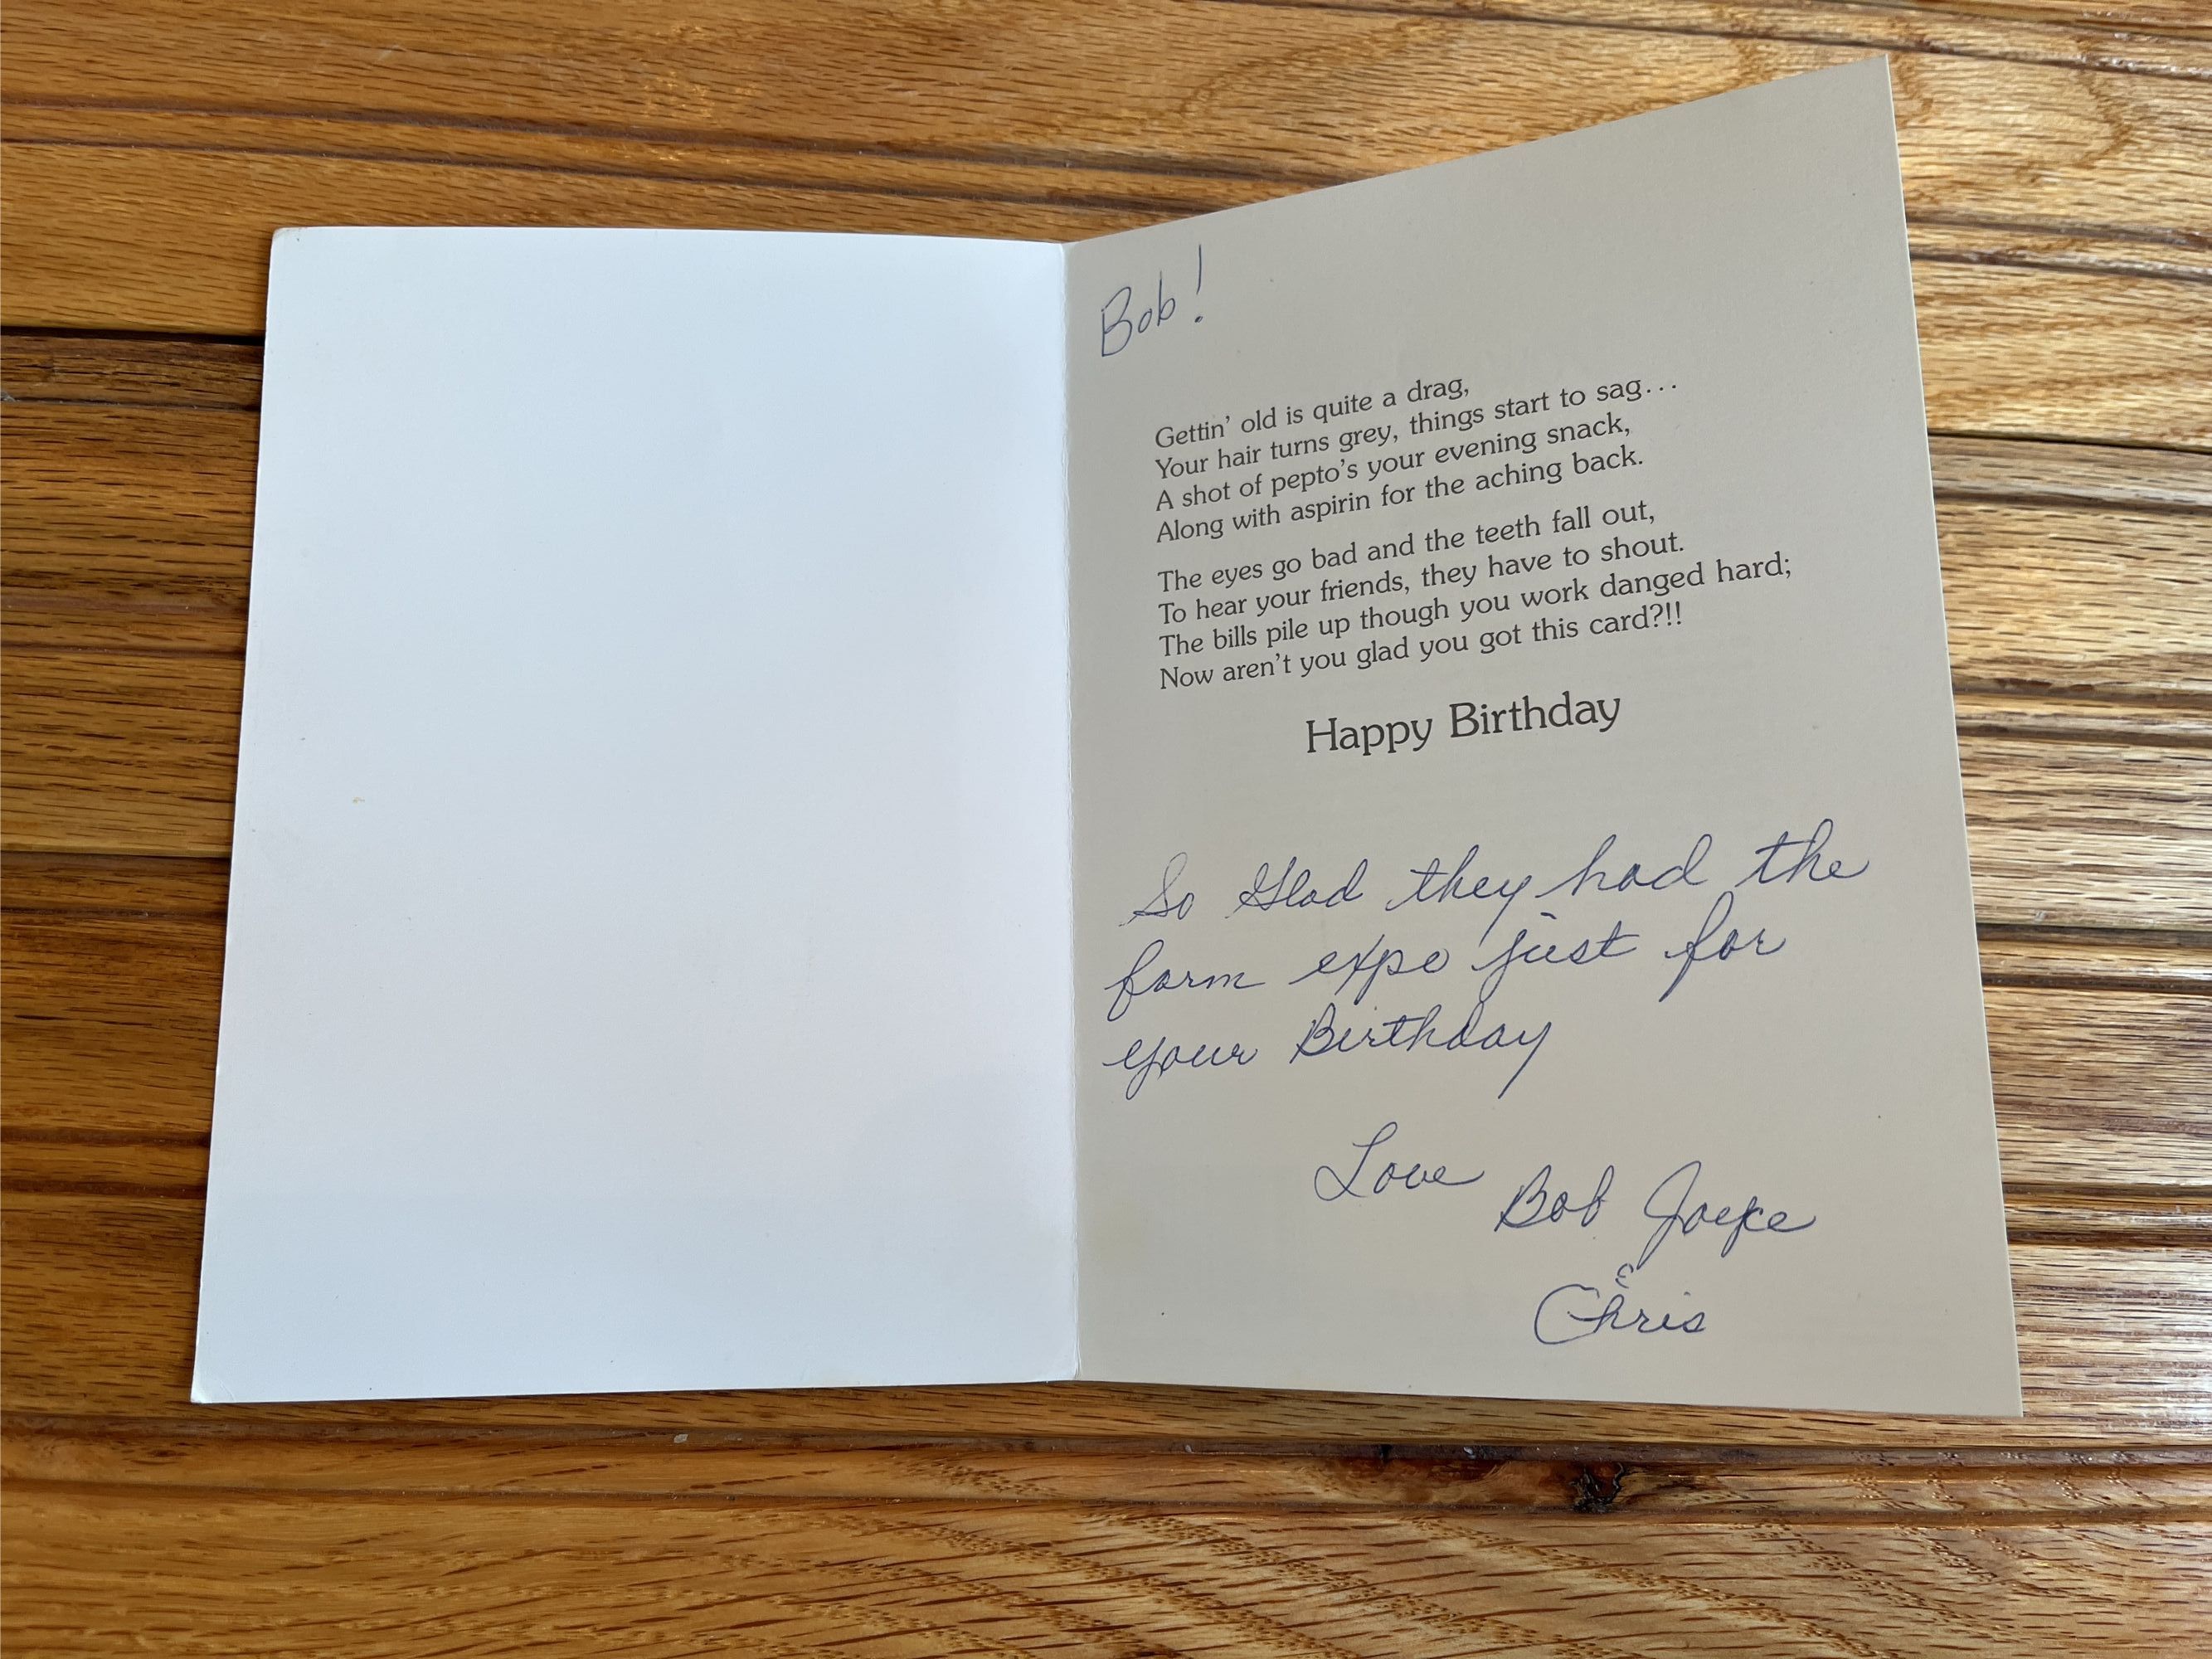 Bob!
Gettin' old is quite a drag,
Your hair turns grey, things start to sag...
A shot of pepto's your evening snack,
Along with aspirin for the aching back.
The eyes go bad and the teeth fall out,
To hear your friends, they have to shout.
The bills pile up though you work danged hard;
Now aren't you glad you got this card?!!
Happy Birthday
So Glad they had the
farm expo just for
your Birthday
Love Bob Joyce
&
Chris